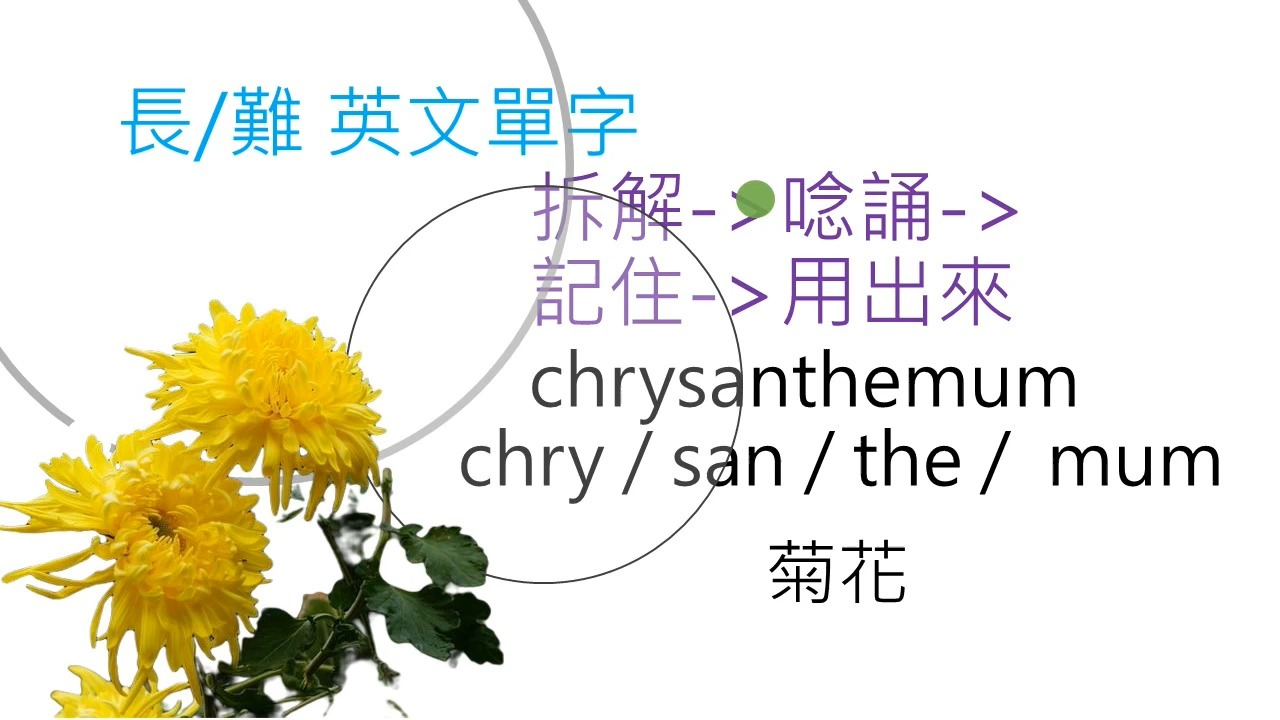 長/難 英文單字
拆解->唸誦->
記住->用出來
chrysanthemum
chry / san / the /  mum
菊花